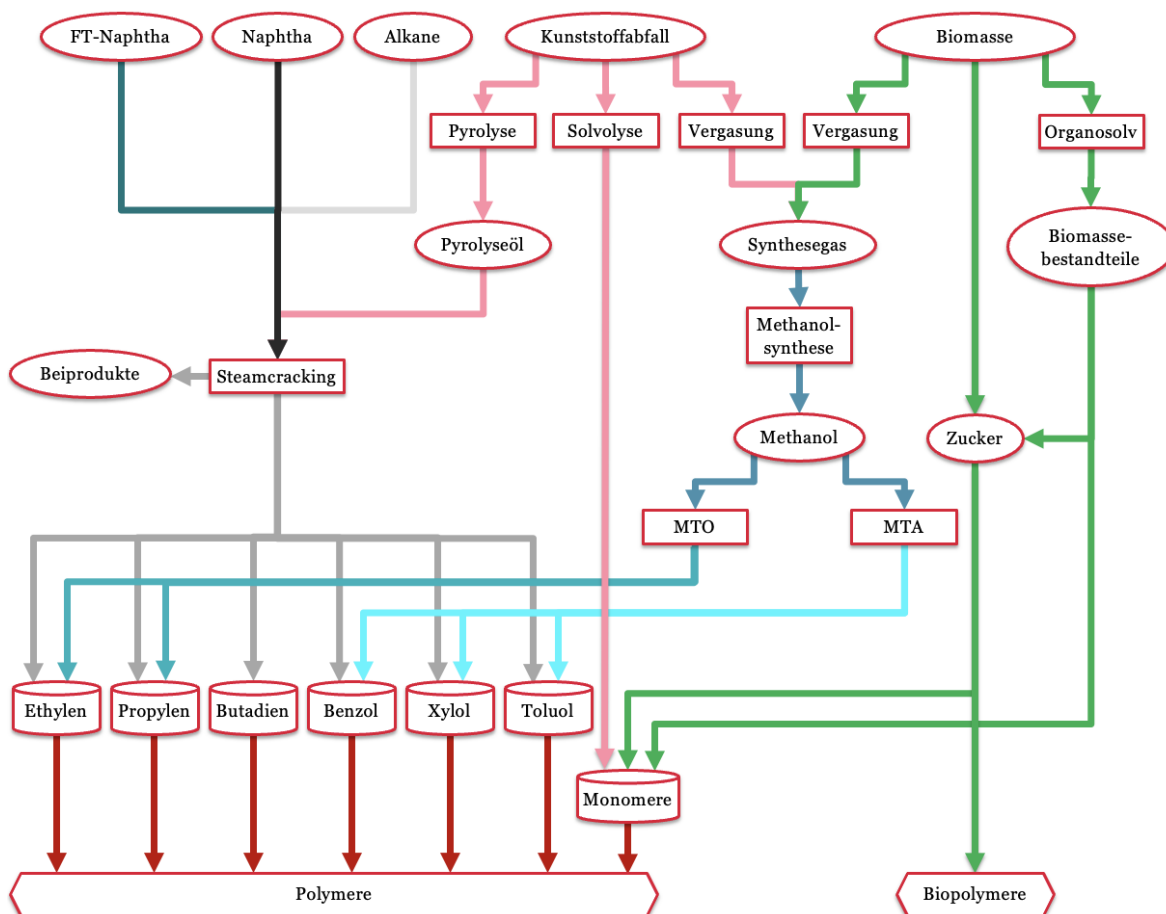 FT-Naphtha
Naphtha
Alkane
Kunststoffabfall
Biomasse
Pyrolyse
Solvolyse
Vergasung
Vergasung
Organosolv
Pyrolyseöl
Synthesegas
Biomasse-
bestandteile
Methanol-
synthese
Beiprodukte
Steamcracking
Methanol
Zucker
MTO
MTA
Ethylen
Propylen
Butadien
Benzol
Xylol
Toluol
Monomere
Polymere
Biopolymere